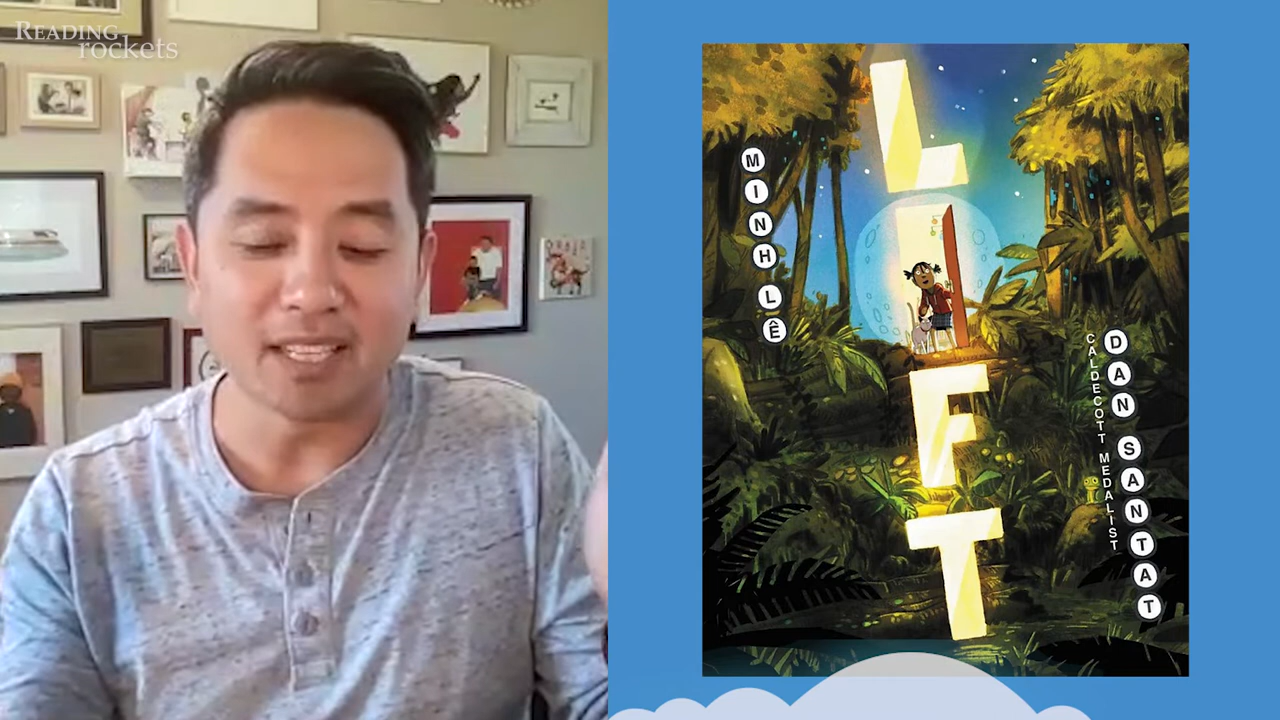 READING
rockets
MINH LÊ
LIFT
CALDECOTT MEDALIST
DAN SANTAT